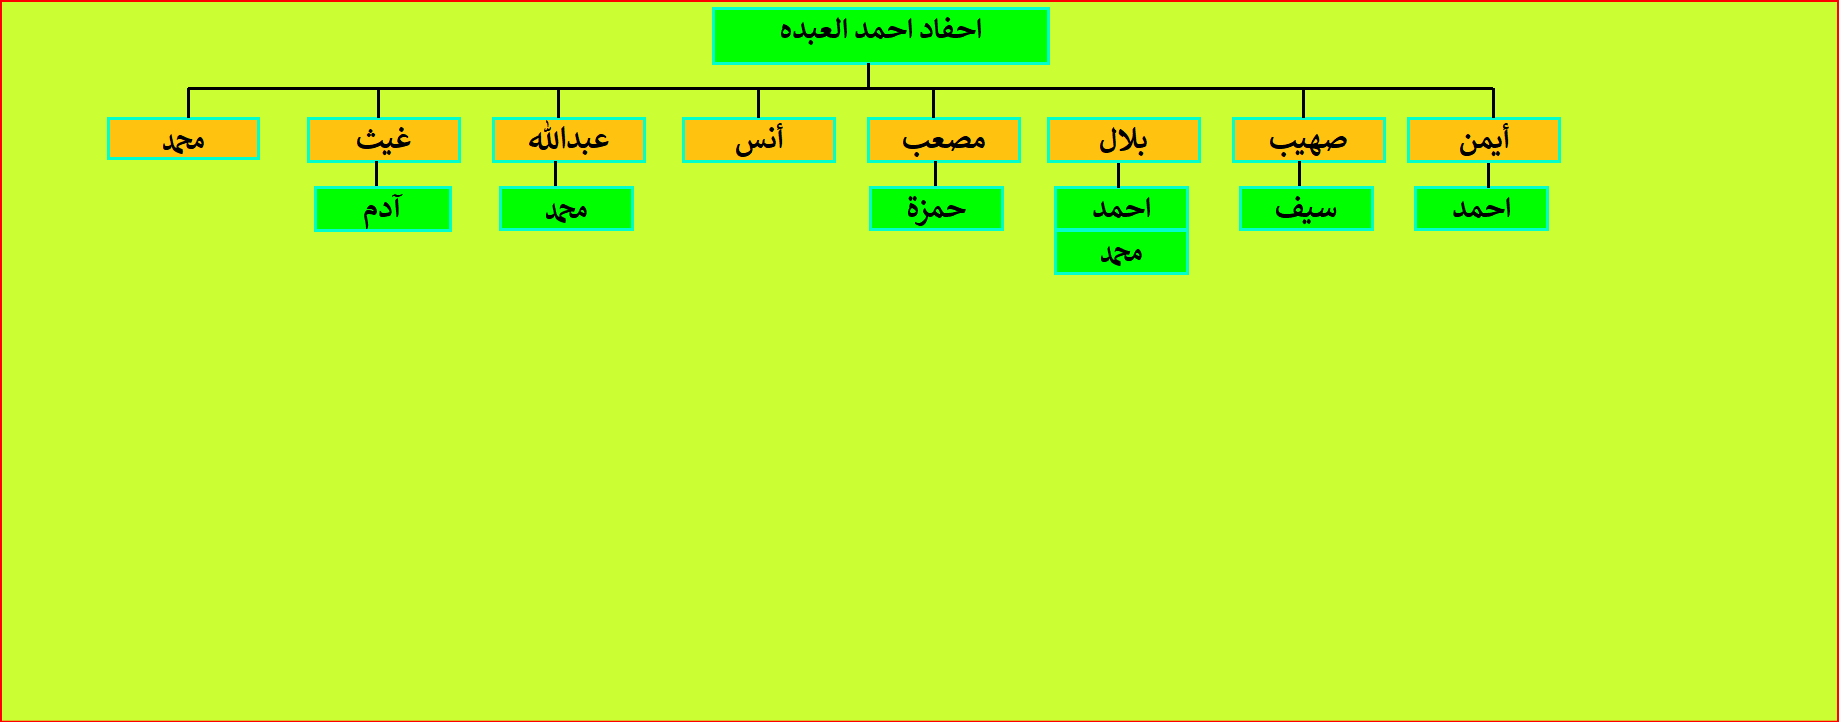 احفاد احمد العبده
أيمن
صهيب
بلال
مصعب
أنس
عبدالله
غيث
محمد
احمد
سيف
احمد
حمزة
محمد
آدم
محمد